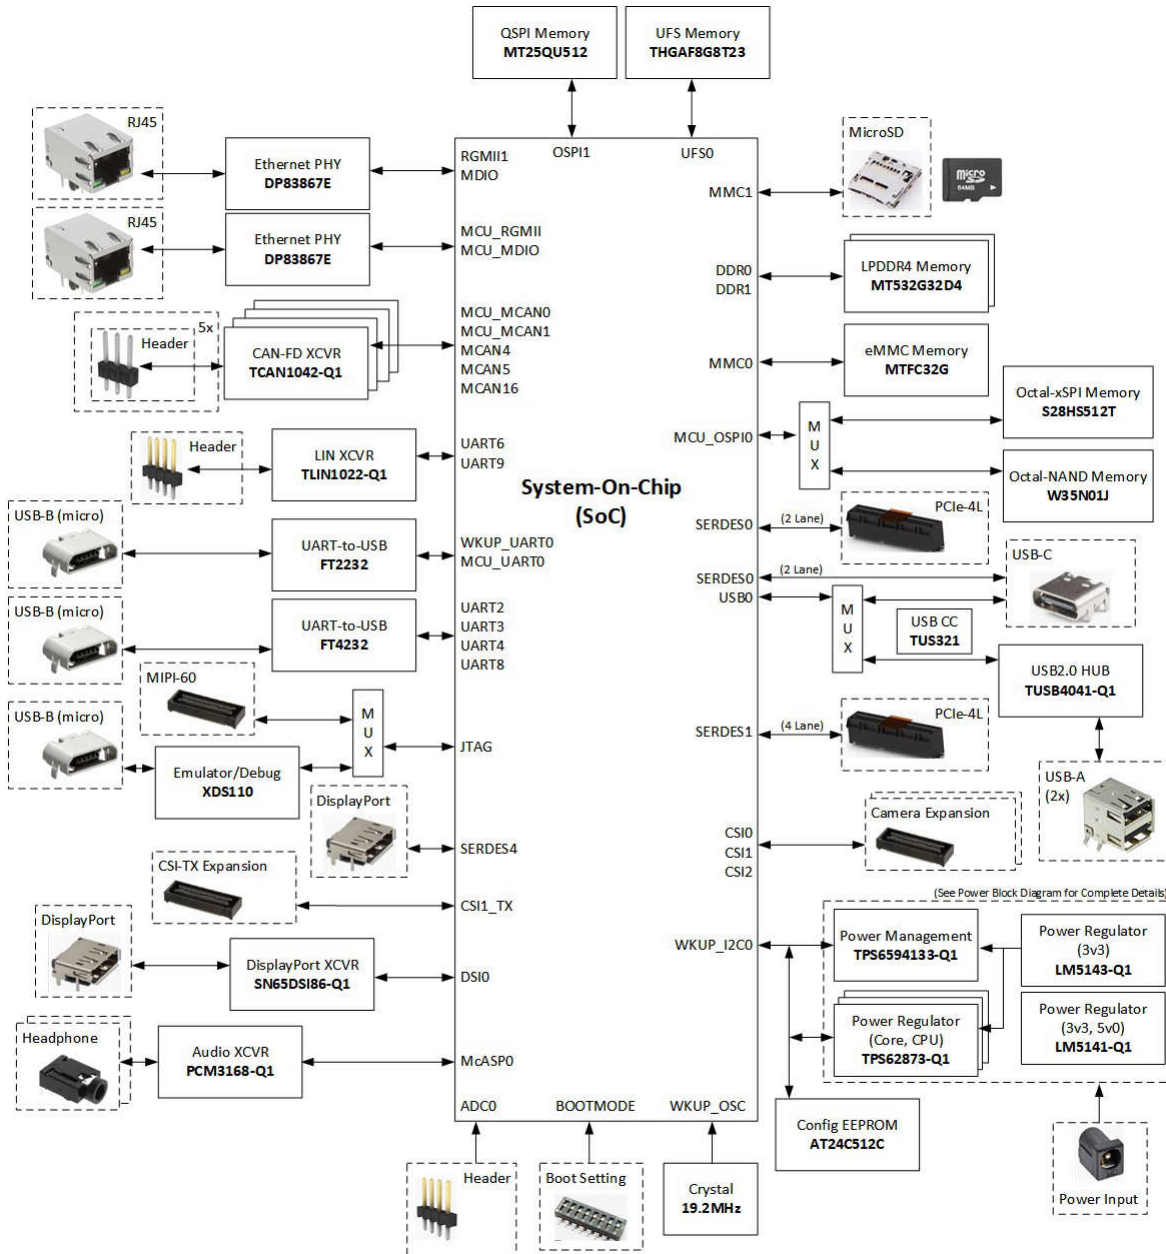 QSPI Memory
MT25QU512
UFS Memory
THGAF8G8T23
RJ45
Ethernet PHY
DP83867E
RGMII1
MDIO
OSPI1
UFS0
MicroSD
MMC1
micro
SD
64MB
RJ45
Ethernet PHY
DP83867E
MCU_RGMII
MCU_MDIO
DDR0
DDR1
LPDDR4 Memory
MT532G32D4
5x
Header
CAN-FD XCVR
TCAN1042-Q1
MCU_MCAN0
MCU_MCAN1
MCAN4
MCAN5
MCAN16
MMC0
eMMC Memory
MTFC32G
Octal-xSPI Memory
S28HS512T
MCU_OSPI0
MUX
Octal-NAND Memory
W35N01J
Header
LIN XCVR
TLIN1022-Q1
UART6
UART9
System-On-Chip
(SoC)
SERDES0
(2 Lane)
PCIe-4L
USB-B (micro)
UART-to-USB
FT2232
WKUP_UART0
MCU_UART0
SERDES0
USB0
(2 Lane)
USB-C
MUX
USB CC
TUS321
USB-B (micro)
UART-to-USB
FT4232
UART2
UART3
UART4
UART8
USB2.0 HUB
TUSB4041-Q1
MIPI-60
USB-B (micro)
MUX
JTAG
Emulator/Debug
XDS110
SERDES1
(4 Lane)
PCIe-4L
USB-A
(2x)
DisplayPort
SERDES4
CSI0
CSI1
CSI2
Camera Expansion
CSI-TX Expansion
CSI1_TX
(See Power Block Diagram for Complete Details)
DisplayPort
DisplayPort XCVR
SN65DSI86-Q1
DSI0
WKUP_I2C0
Power Management
TPS6594133-Q1
Power Regulator
(3v3)
LM5143-Q1
Power Regulator
(Core, CPU)
TPS62873-Q1
Power Regulator
(3v3, 5v0)
LM5141-Q1
Headphone
Audio XCVR
PCM3168-Q1
McASP0
ADC0
BOOTMODE
WKUP_OSC
Config EEPROM
AT24C512C
Header
Boot Setting
Crystal
19.2MHz
Power Input